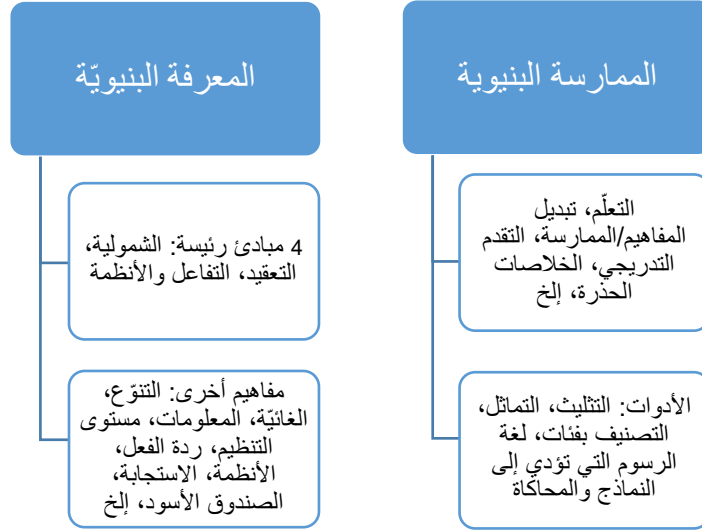 الممارسة البنيوية
التعلّم، تبديل
المفاهيم/الممارسة، التقدم
التدريجي، الخلاصات
الحذرة، إلخ
الأدوات: التثليث، التماثل،
التصنيف بفئات، لغة
الرسوم التي تؤدي إلى
النماذج والمحاكاة
المعرفة البنيويّة
4 مبادئ رئيسة: الشمولية،
التعقيد، التفاعل والأنظمة
مفاهيم أخرى: التنوّع،
الغائيّة، المعلومات، مستوى
التنظيم، ردة الفعل،
الأنظمة، الاستجابة،
الصندوق الأسود، إلخ